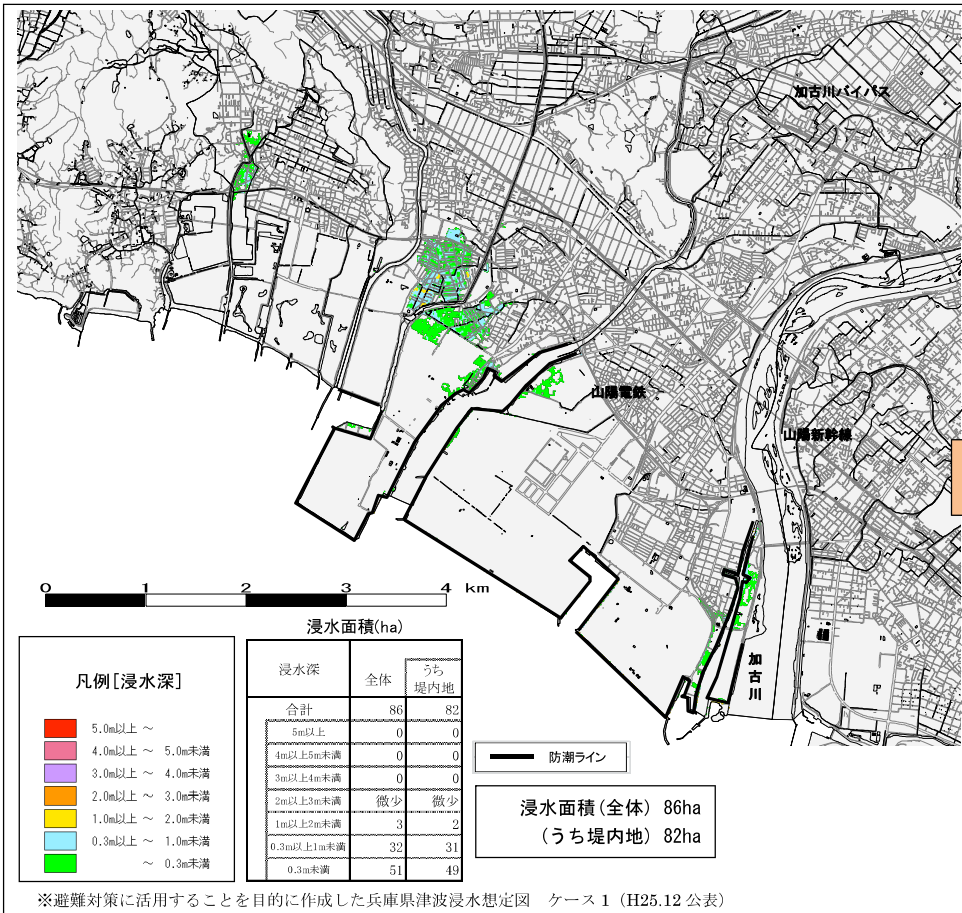 加古川バイパス
山陽電鉄
山陽新幹線
加古川
0 1 2 3 4 km
浸水面積(ha)
浸水深 全体 うち堤内地
合計 86 82
5m以上 0 0
4m以上5m未満 0 0
3m以上4m未満 0 0
2m以上3m未満 微少 微少
1m以上2m未満 3 2
0.3m以上1m未満 32 31
0.3m未満 51 49
凡例[浸水深]
5.0m以上 ～
4.0m以上 ～ 5.0m未満
3.0m以上 ～ 4.0m未満
2.0m以上 ～ 3.0m未満
1.0m以上 ～ 2.0m未満
0.3m以上 ～ 1.0m未満
～ 0.3m未満
防潮ライン
浸水面積(全体) 86ha
(うち堤内地) 82ha
※避難対策に活用することを目的に作成した兵庫県津波浸水想定図 ケース 1（H25.12 公表）